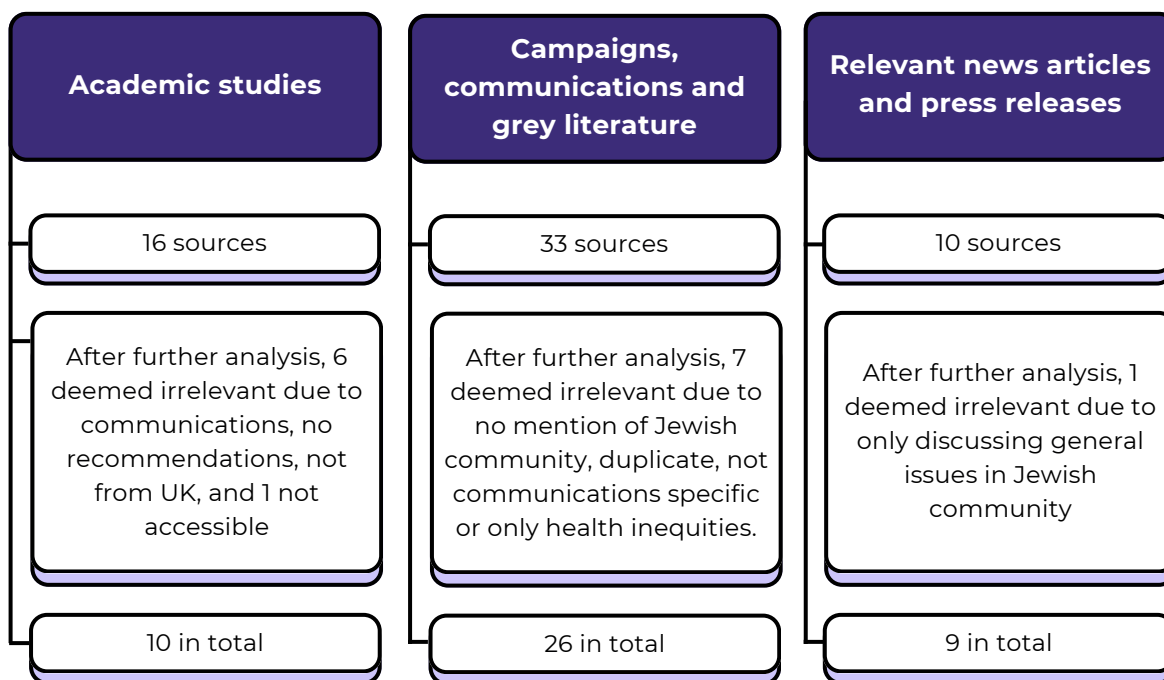 Academic studies
16 sources
After further analysis, 6
deemed irrelevant due to
communications, no
recommendations, not
from UK, and 1 not
accessible
10 in total
Campaigns,
communications and
grey literature
33 sources
After further analysis, 7
deemed irrelevant due to
no mention of Jewish
community, duplicate, not
communications specific
or only health inequities.
26 in total
Relevant news articles
and press releases
10 sources
After further analysis, 1
deemed irrelevant due to
only discussing general
issues in Jewish
community
9 in total